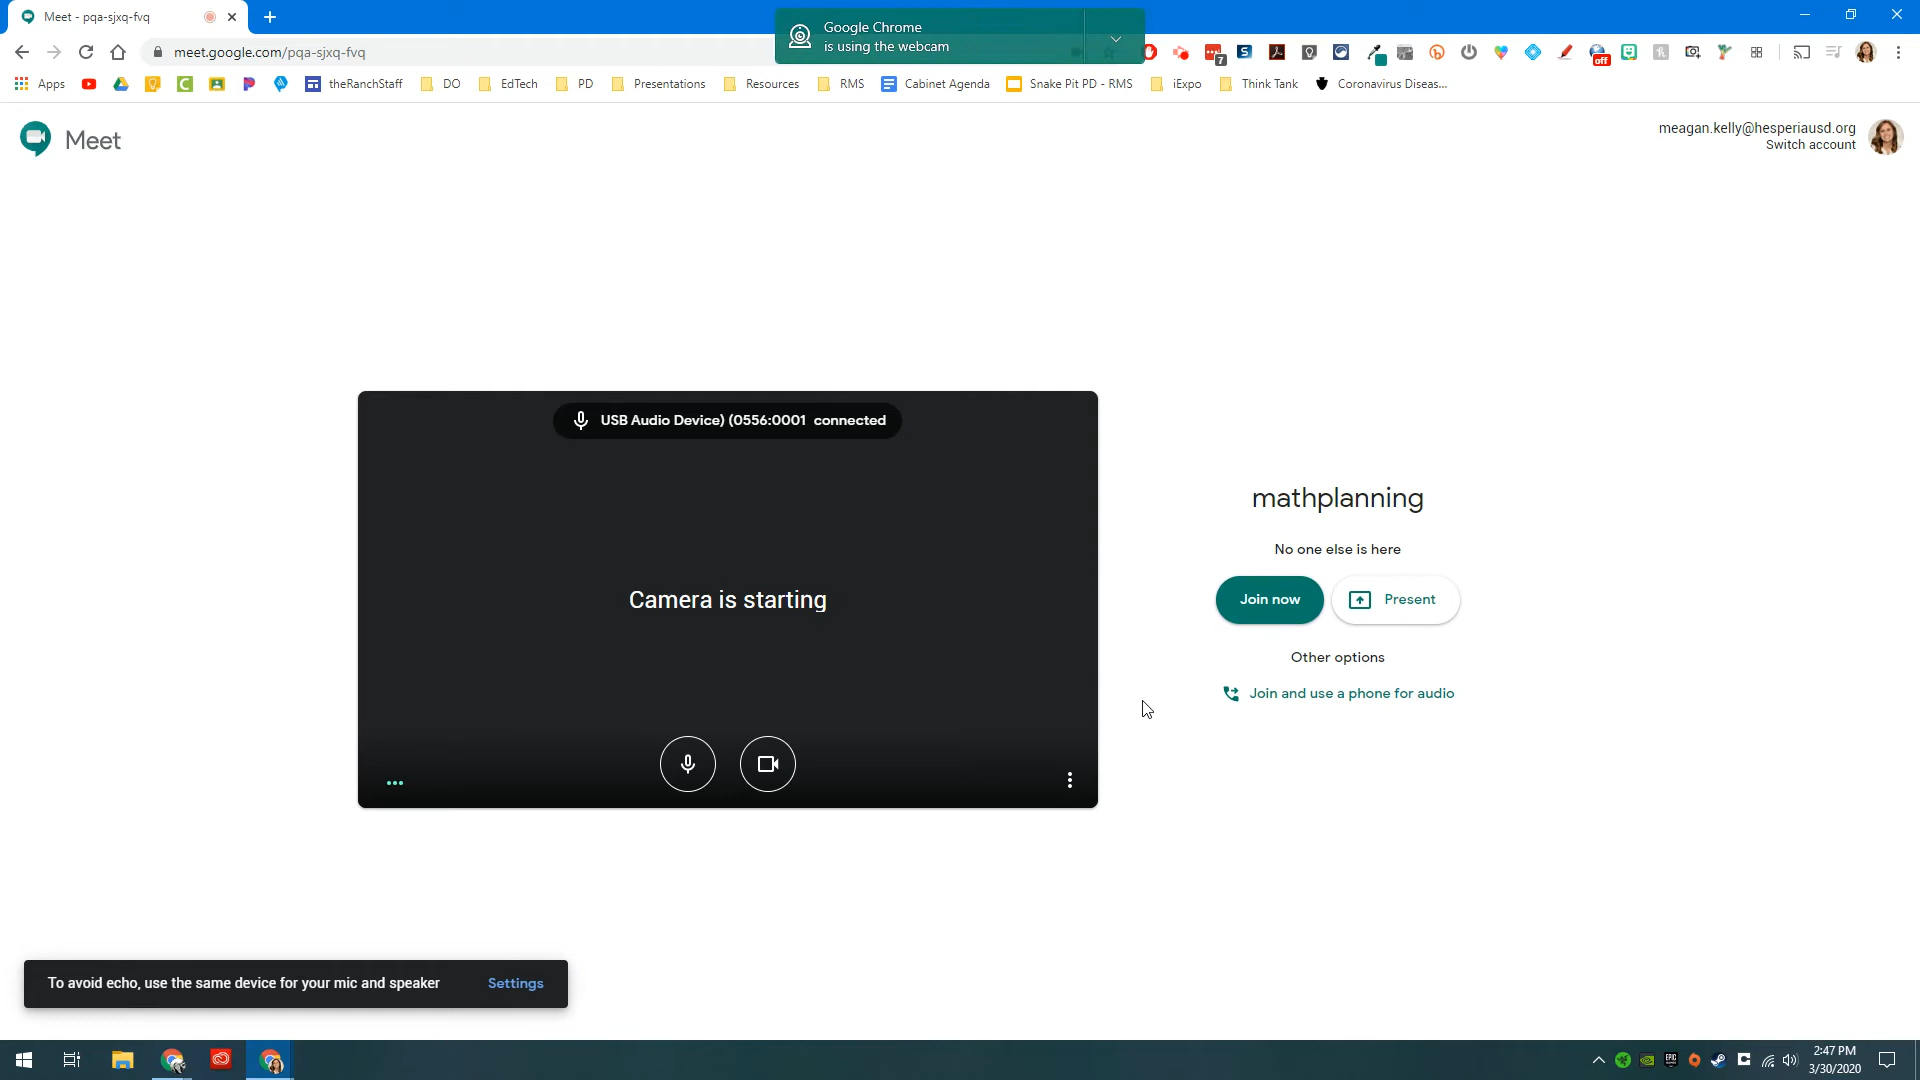 Meet - pqa-sjxq-fvq
Google Chrome
is using the webcam
meet.google.com/pqa-sjxq-fvq
7
off
Apps
theRanchStaff
DO
EdTech
PD
Presentations
Resources
RMS
Cabinet Agenda
Snake Pit PD - RMS
iExpo
Think Tank
Coronavirus Diseas...
Meet
meagan.kelly@hesperiausd.org
Switch account
USB Audio Device) (0556:0001 connected
Camera is starting
mathplanning
No one else is here
Join now
Present
Other options
Join and use a phone for audio
To avoid echo, use the same device for your mic and speaker
Settings
EPIC
2:47 PM
3/30/2020